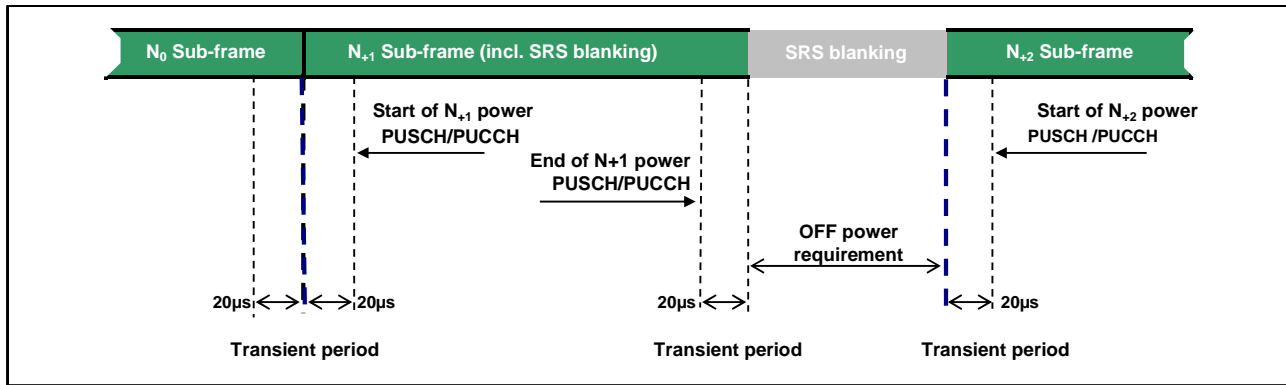 N₀ Sub-frame
N₊₁ Sub-frame (incl. SRS blanking)
SRS blanking
N₊₂ Sub-frame
Start of N₊₁ power
PUSCH/PUCCH
Start of N₊₂ power
PUSCH /PUCCH
End of N+1 power
PUSCH/PUCCH
OFF power
requirement
20µs
20µs
20µs
20µs
Transient period
Transient period
Transient period